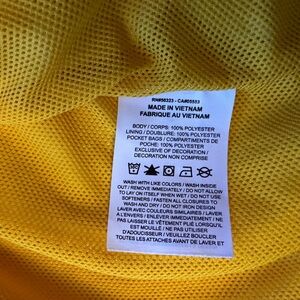 RN#56323 - CA#05553
MADE IN VIETNAM
FABRIQUE AU VIETNAM
BODY / CORPS: 100% POLYESTER
LINING / DOUBLURE: 100% POLYESTER
POCKET BAGS / COMPARTIMENTS DE
POCHE: 100% POLYESTER
EXCLUSIVE OF DECORATION /
DECORATION NON COMPRISE
WASH WITH LIKE COLORS / WASH INSIDE
OUT / REMOVE IMMEDIATELY / DO NOT ALLOW
TO LAY ON ITSELF WHEN WET / DO NOT USE
SOFTENERS / FASTEN ALL CLOSURES TO
WASH AND DRY / DO NOT IRON DESIGN
LAVER AVEC COULEURS SIMILAIRES / LAVER
A L'ENVERS / ENLEVER IMMEDIATEMENT / NE
PAS LAISSER LE VÊTEMENT PLIE LORSQU'IL
EST MOUILLÉ / NE PAS UTILISER
D'ADOUCISSEUR / VEUILLEZ BOUCLER
TOUTES LES ATTACHES AVANT DE LAVER ET